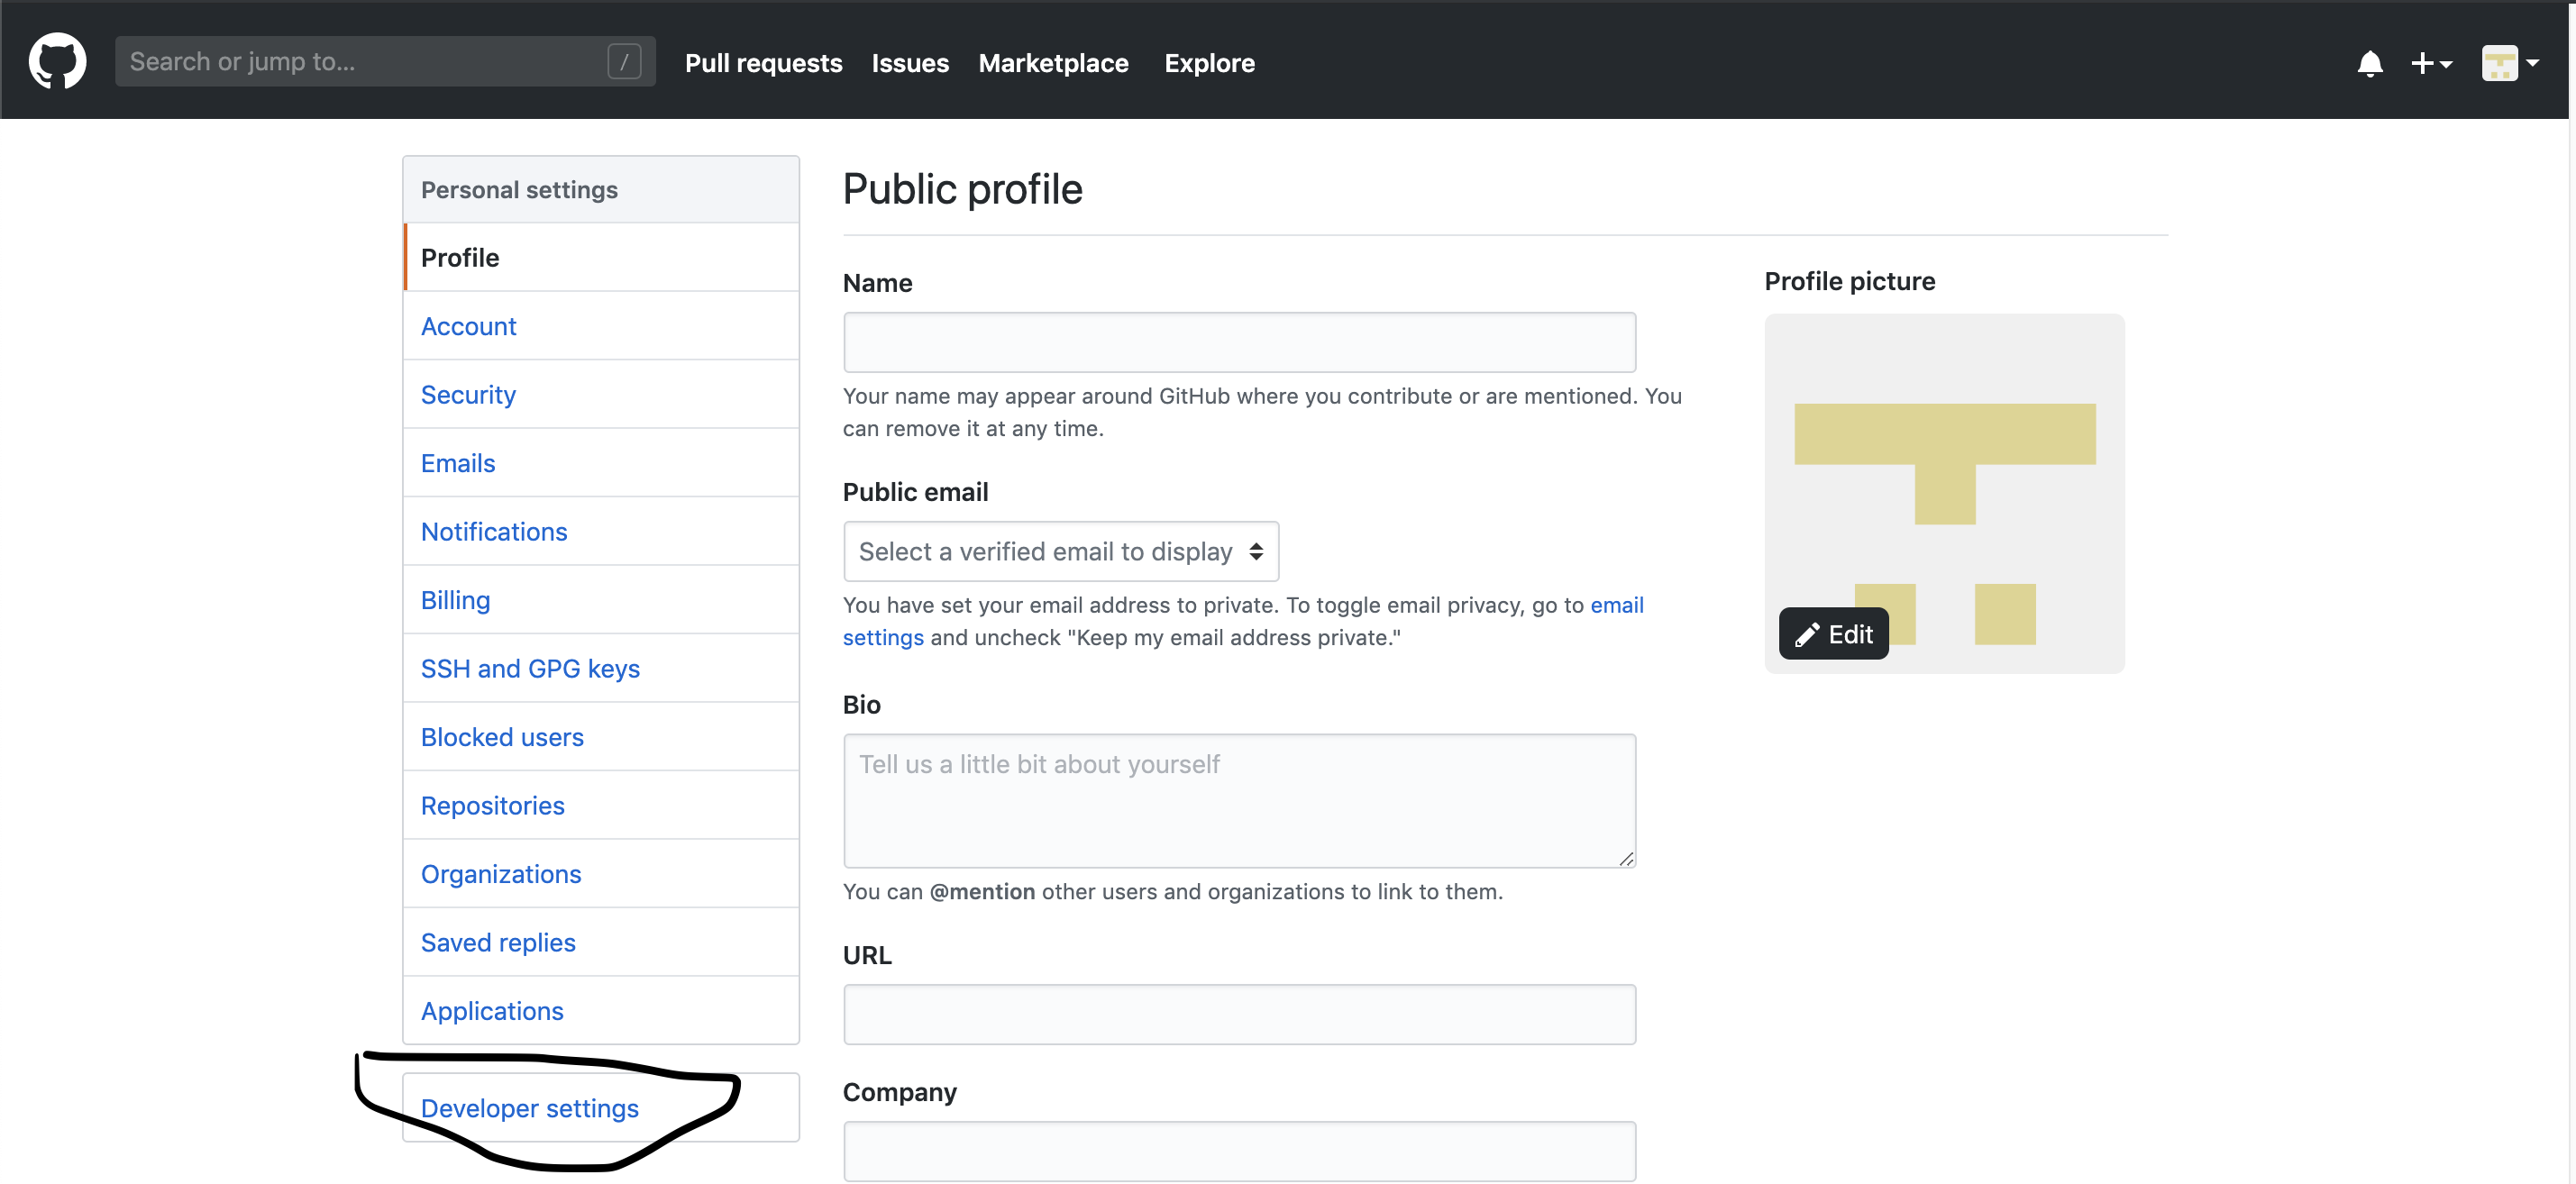 Search or jump to... /
Pull requests Issues Marketplace Explore
Personal settings
Profile
Account
Security
Emails
Notifications
Billing
SSH and GPG keys
Blocked users
Repositories
Organizations
Saved replies
Applications
Developer settings
Public profile
Name
Your name may appear around GitHub where you contribute or are mentioned. You
can remove it at any time.
Public email
Select a verified email to display
You have set your email address to private. To toggle email privacy, go to email
settings and uncheck "Keep my email address private."
Bio
Tell us a little bit about yourself
You can @mention other users and organizations to link to them.
URL
Company
Profile picture
Edit